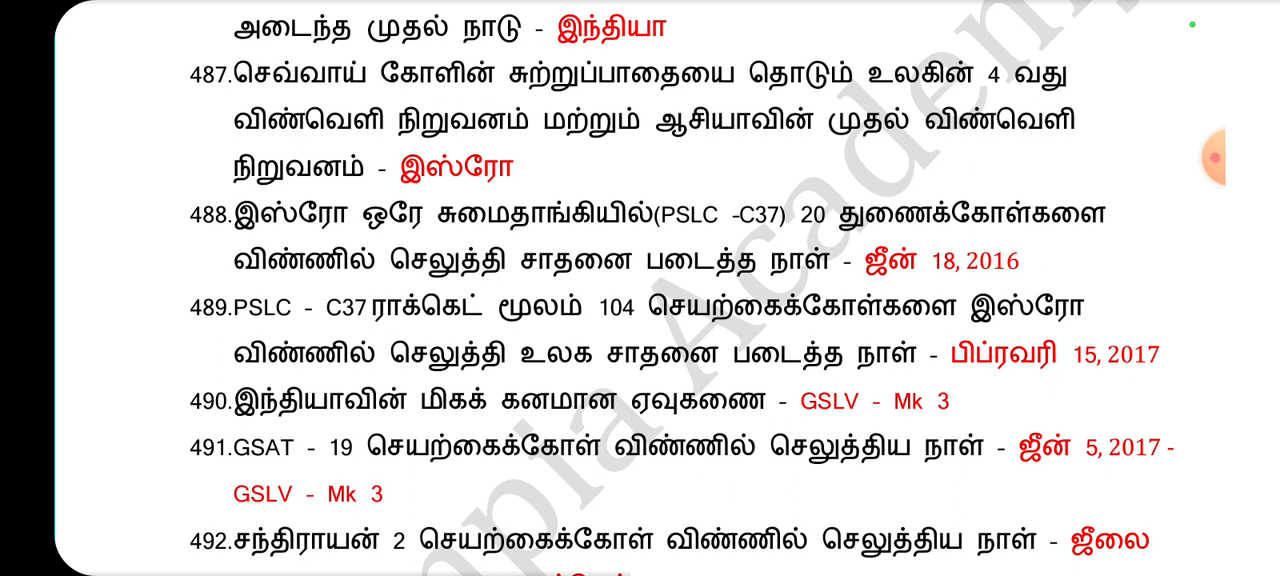 அடைந்த முதல் நாடு - இந்தியா
487.செவ்வாய் கோளின் சுற்றுப்பாதையை தொடும் உலகின் 4 வது
விண்வெளி நிறுவனம் மற்றும் ஆசியாவின் முதல் விண்வெளி
நிறுவனம் - இஸ்ரோ
488.இஸ்ரோ ஒரே சுமைதாங்கியில்(PSLC -C37) 20 துணைக்கோள்களை
விண்ணில் செலுத்தி சாதனை படைத்த நாள் - ஜீன் 18, 2016
489.PSLC - C37 ராக்கெட் மூலம் 104 செயற்கைக்கோள்களை இஸ்ரோ
விண்ணில் செலுத்தி உலக சாதனை படைத்த நாள் - பிப்ரவரி 15, 2017
490.இந்தியாவின் மிகக் கனமான ஏவுகணை - GSLV - Mk 3
491.GSAT - 19 செயற்கைக்கோள் விண்ணில் செலுத்திய நாள் - ஜீன் 5, 2017 -
GSLV - Mk 3
492.சந்திராயன் 2 செயற்கைக்கோள் விண்ணில் செலுத்திய நாள் - ஜீலை